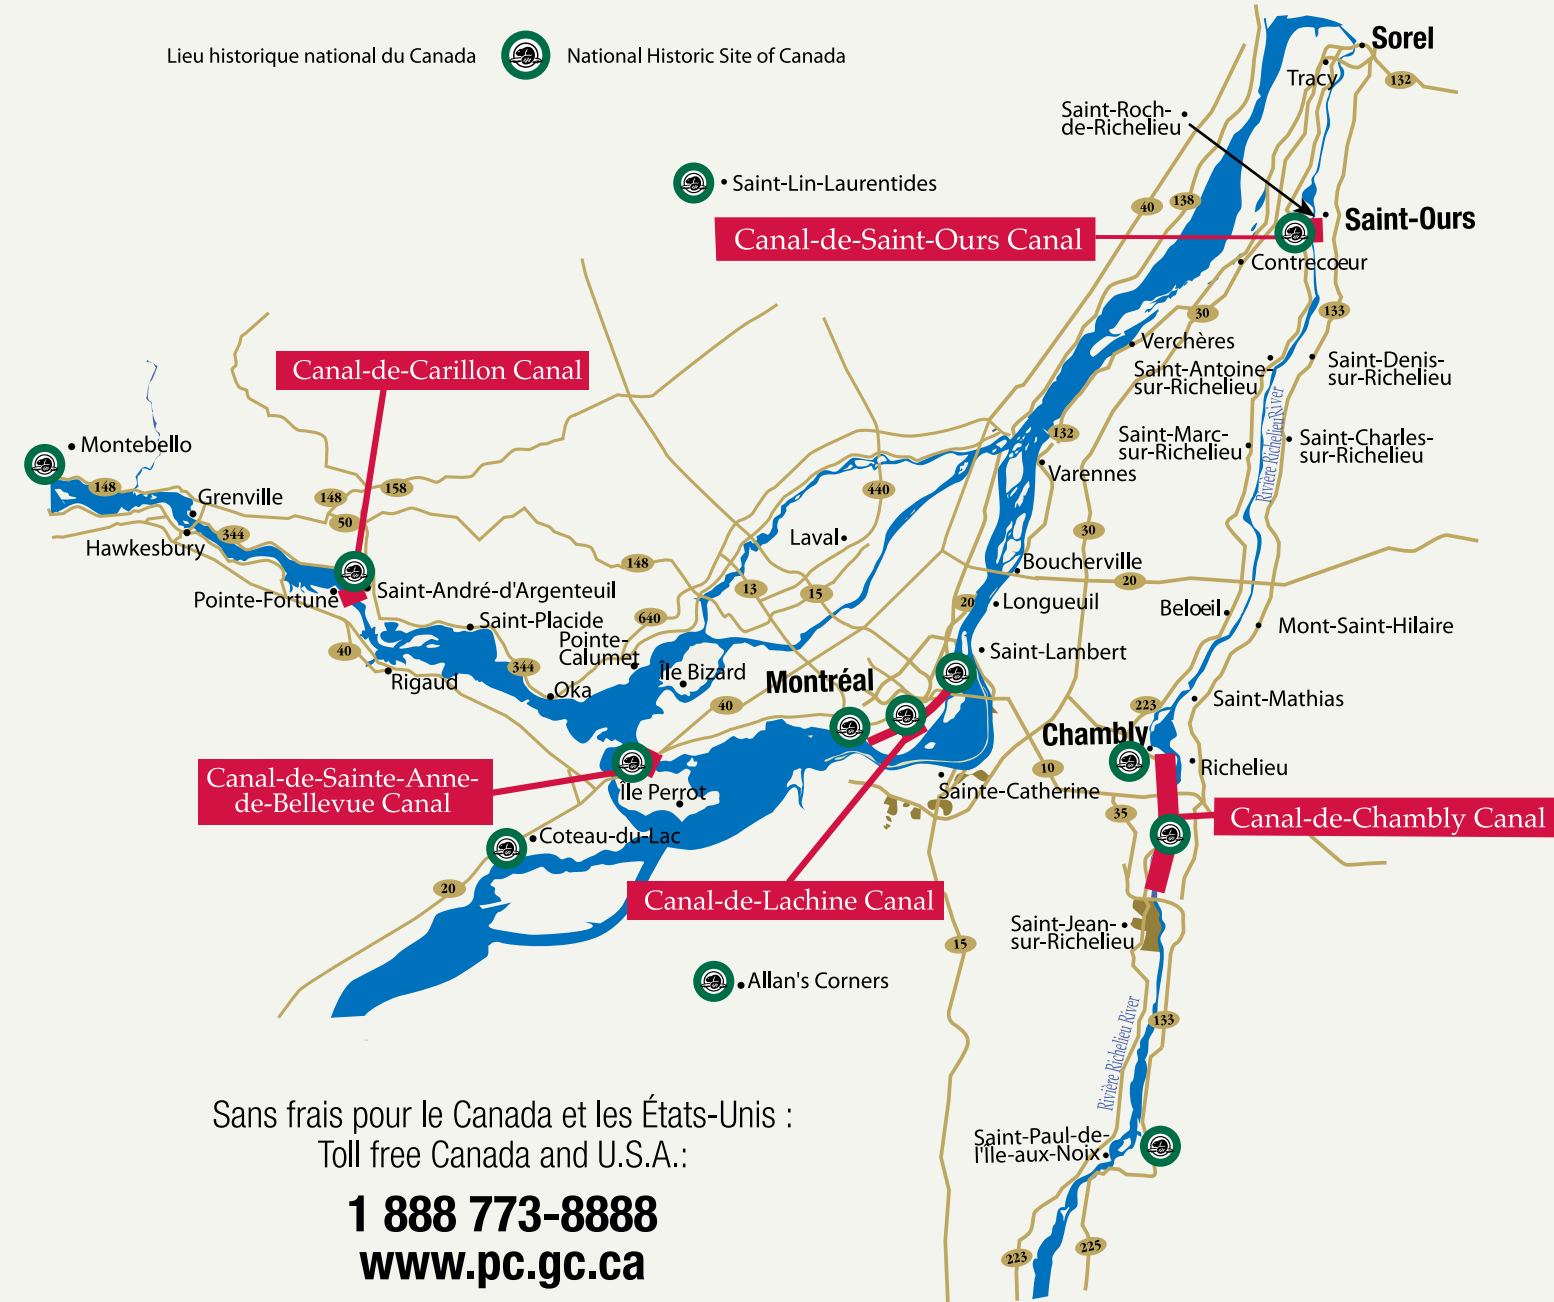 Lieu historique national du Canada
National Historic Site of Canada
Sorel
Tracy
132
Saint-Roch-
de-Richelieu
Saint-Lin-Laurentides
40
138
Saint-Ours
Canal-de-Saint-Ours Canal
Contrecoeur
30
133
Verchères
Saint-Antoine-
sur-Richelieu
Saint-Denis-
sur-Richelieu
Canal-de-Carillon Canal
Rivière Richelieu River
132
Saint-Marc-
sur-Richelieu
Saint-Charles-
sur-Richelieu
Montebello
Varennes
148
Grenville
148
158
440
50
344
Hawkesbury
Laval
30
148
Boucherville
20
13
15
Saint-André-d'Argenteuil
Pointe-Fortune
20
Longueuil
Beloeil
Saint-Placide
640
Mont-Saint-Hilaire
Pointe-
Calumet
40
344
Saint-Lambert
Île Bizard
Montréal
Rigaud
Oka
40
223
Saint-Mathias
Chambly
Canal-de-Sainte-Anne-
de-Bellevue Canal
10
Richelieu
Île Perrot
Sainte-Catherine
35
Canal-de-Chambly Canal
Coteau-du-Lac
20
Canal-de-Lachine Canal
Saint-Jean-
sur-Richelieu
15
Allan's Corners
133
Rivière Richelieu River
Sans frais pour le Canada et les États-Unis :
Toll free Canada and U.S.A.:
Saint-Paul-de-
l'Île-aux-Noix
1 888 773-8888
www.pc.gc.ca
223
225